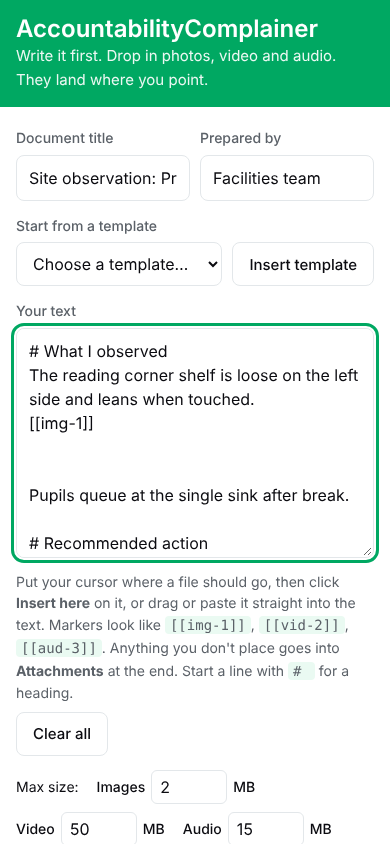 AccountabilityComplainer
Write it first. Drop in photos, video and audio.
They land where you point.
Document title
Prepared by
Site observation: Pr
Facilities team
Start from a template
Choose a template...
Insert template
Your text
# What I observed
The reading corner shelf is loose on the left
side and leans when touched.
[[img-1]]
Pupils queue at the single sink after break.
# Recommended action
Put your cursor where a file should go, then click
Insert here on it, or drag or paste it straight into the
text. Markers look like [[img-1]], [[vid-2]],
[[aud-3]]. Anything you don't place goes into
Attachments at the end. Start a line with # for a
heading.
Clear all
Max size: Images 2 MB
Video 50 MB Audio 15 MB